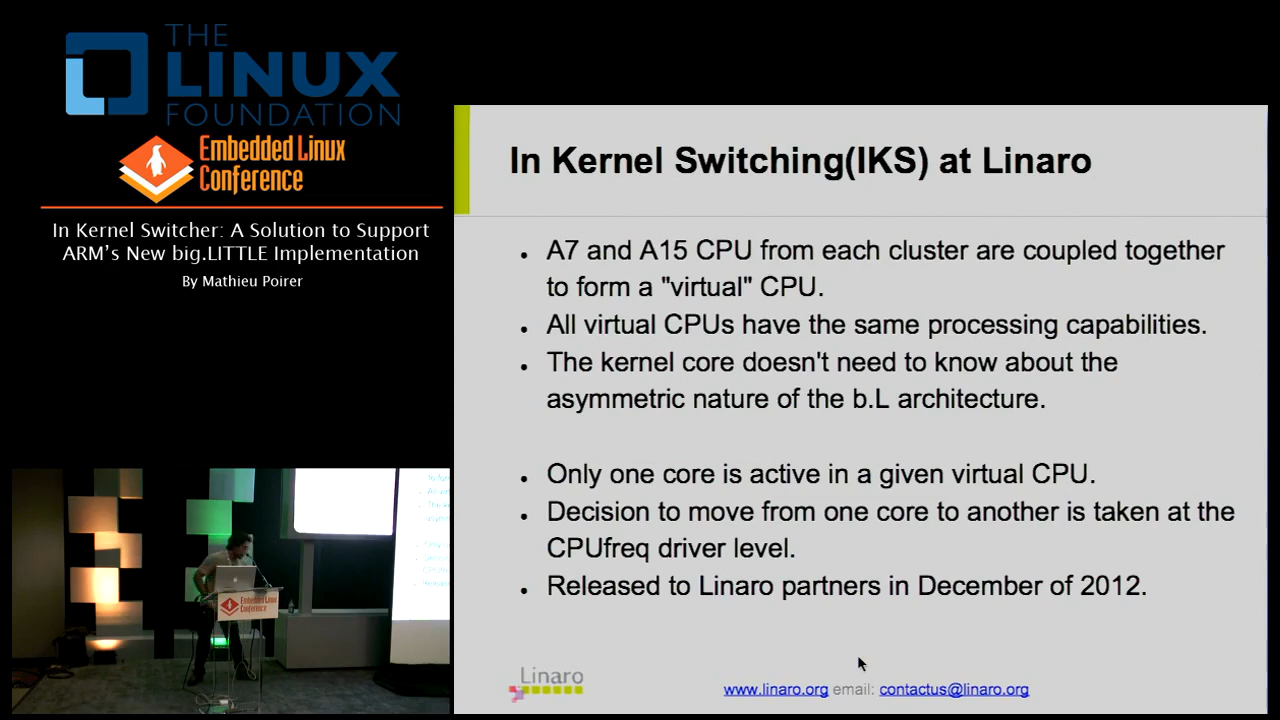 THE
LINUX
FOUNDATION
Embedded Linux
Conference
In Kernel Switcher: A Solution to Support
ARM's New big.LITTLE Implementation
By Mathieu Poirer
In Kernel Switching(IKS) at Linaro
• A7 and A15 CPU from each cluster are coupled together
to form a "virtual" CPU.
• All virtual CPUs have the same processing capabilities.
• The kernel core doesn't need to know about the
asymmetric nature of the b.L architecture.
• Only one core is active in a given virtual CPU.
• Decision to move from one core to another is taken at the
CPUfreq driver level.
• Released to Linaro partners in December of 2012.
Linaro
www.linaro.org email: contactus@linaro.org
Embedded Linux
Conference